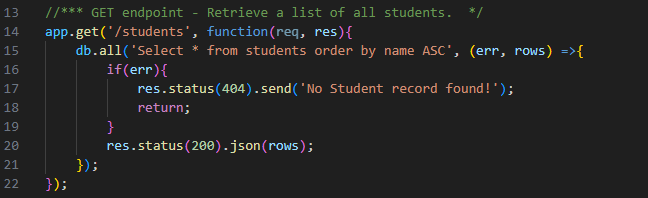 13 //*** GET endpoint - Retrieve a list of all students.  */
14 app.get('/students', function(req, res){
15     db.all('Select * from students order by name ASC', (err, rows) =>{
16         if(err){
17             res.status(404).send('No Student record found!');
18             return;
19         }
20         res.status(200).json(rows);
21     });
22 });